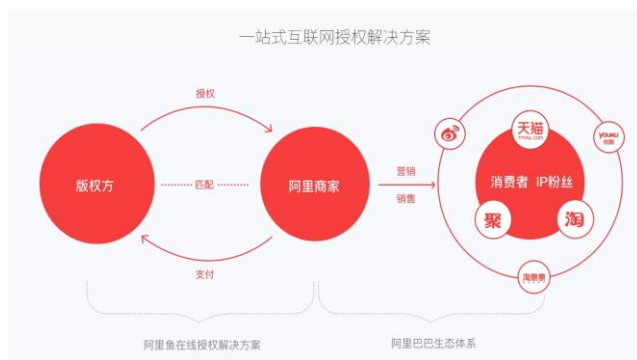 一站式互联网授权解决方案
授权
版权方
匹配
阿里商家
支付
营销
销售
天猫
TMALL.COM
YOUKU
优酷
消费者 IP粉丝
聚
淘
淘票票
阿里鱼在线授权解决方案
阿里巴巴生态体系